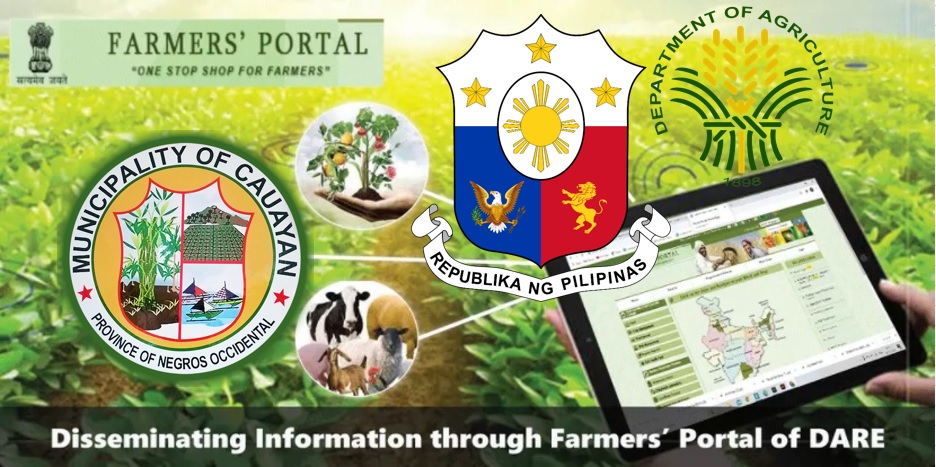 सत्यमेव जयते
FARMERS' PORTAL
"ONE STOP SHOP FOR FARMERS"
DEPARTMENT OF AGRICULTURE
1898
MUNICIPALITY OF CAUAYAN
PROVINCE OF NEGROS OCCIDENTAL
REPUBLIKA NG PILIPINAS
PORTAL
Disseminating Information through Farmers' Portal of DARE